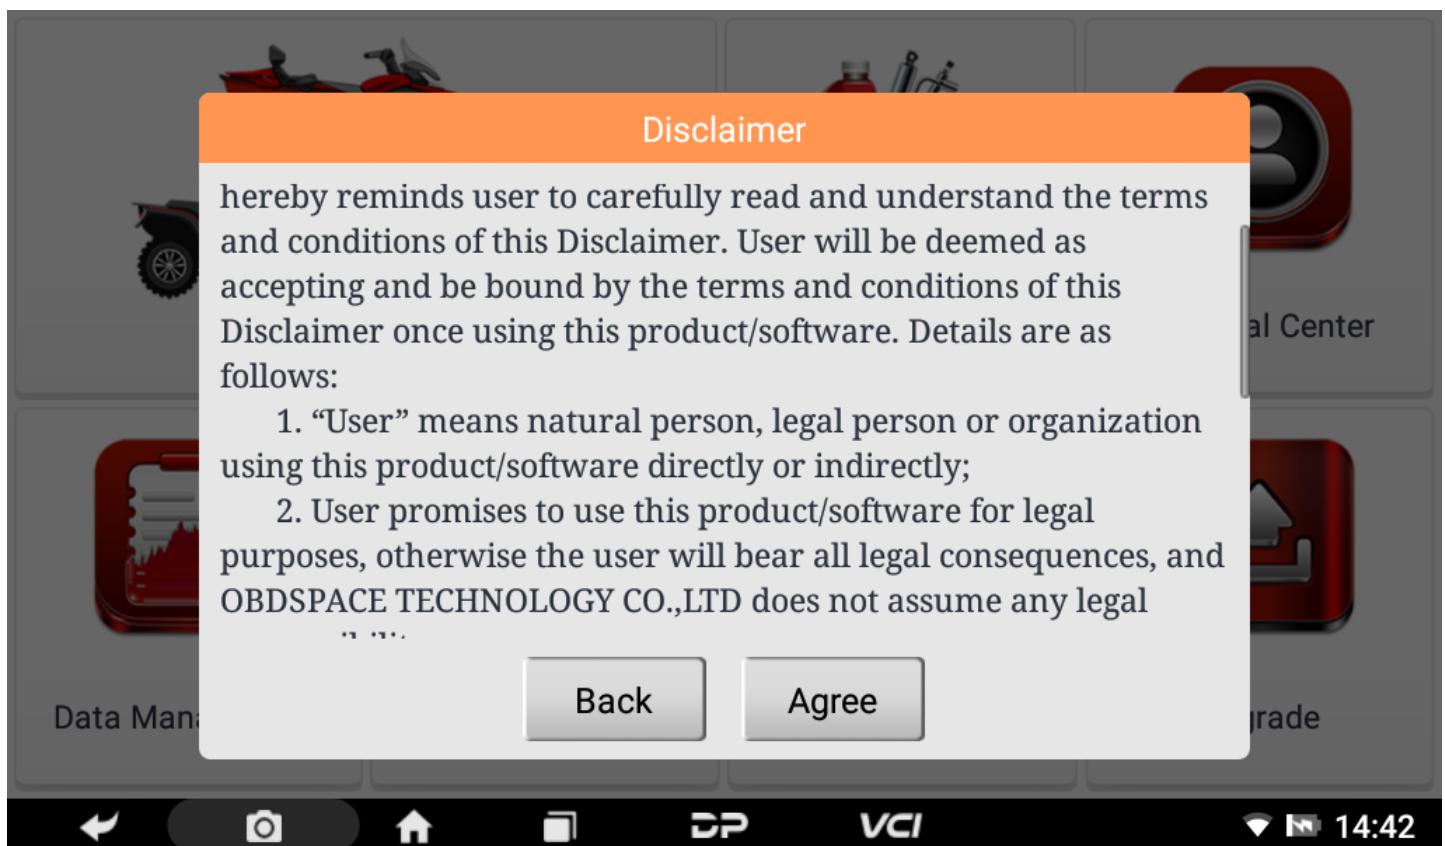 Disclaimer
hereby reminds user to carefully read and understand the terms
and conditions of this Disclaimer. User will be deemed as
accepting and be bound by the terms and conditions of this
Disclaimer once using this product/software. Details are as
follows:
1. “User” means natural person, legal person or organization
using this product/software directly or indirectly;
2. User promises to use this product/software for legal
purposes, otherwise the user will bear all legal consequences, and
OBDSPACE TECHNOLOGY CO.,LTD does not assume any legal
Back
Agree
al Center
Data Man
grade
DP
VCI
14:42